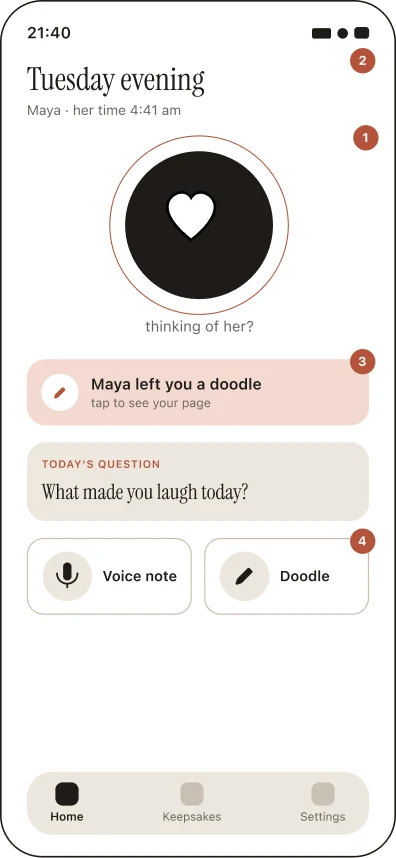 21:40
2
Tuesday evening
Maya · her time 4:41 am
1
thinking of her?
3
Maya left you a doodle
tap to see your page
TODAY'S QUESTION
What made you laugh today?
4
Voice note
Doodle
Home
Keepsakes
Settings